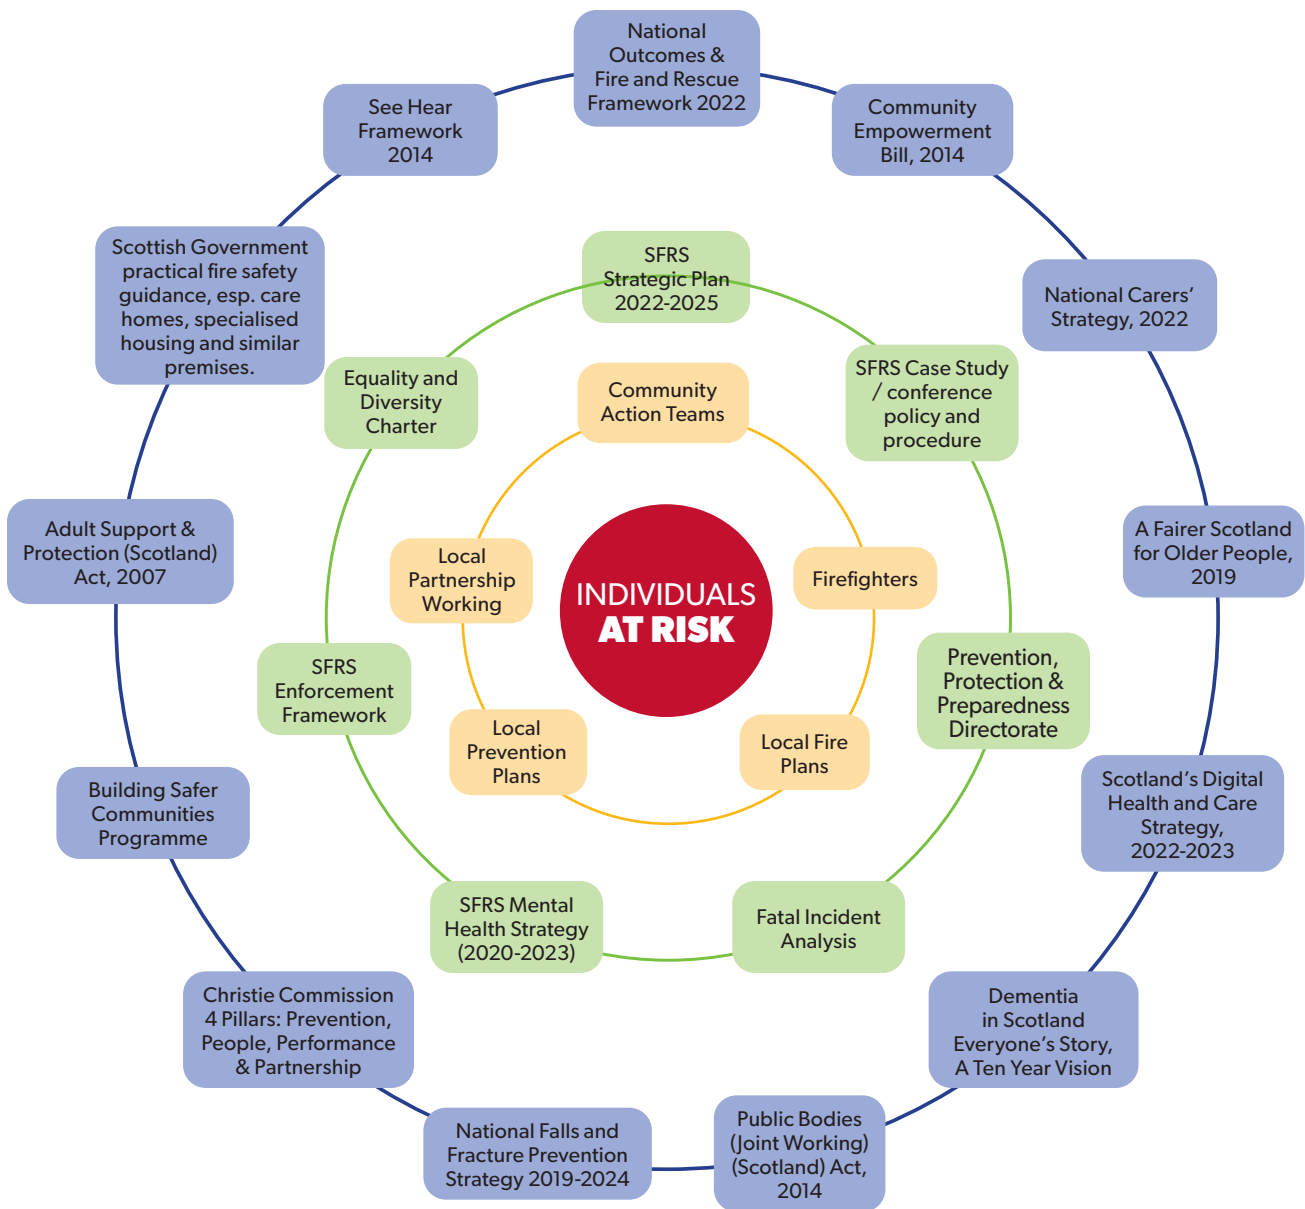 National
Outcomes &
Fire and Rescue
Framework 2022
See Hear
Framework
2014
Community
Empowerment
Bill, 2014
Scottish Government
practical fire safety
guidance, esp. care
homes, specialised
housing and similar
premises.
SFRS
Strategic Plan
2022-2025
National Carers’
Strategy, 2022
Equality and
Diversity
Charter
Community
Action Teams
SFRS Case Study
/ conference
policy and
procedure
Adult Support &
Protection (Scotland)
Act, 2007
Local
Partnership
Working
INDIVIDUALS
AT RISK
Firefighters
A Fairer Scotland
for Older People,
2019
SFRS
Enforcement
Framework
Prevention,
Protection &
Preparedness
Directorate
Local
Prevention
Plans
Local Fire
Plans
Building Safer
Communities
Programme
Scotland’s Digital
Health and Care
Strategy,
2022-2023
SFRS Mental
Health Strategy
(2020-2023)
Fatal Incident
Analysis
Christie Commission
4 Pillars: Prevention,
People, Performance
& Partnership
Dementia
in Scotland
Everyone’s Story,
A Ten Year Vision
National Falls and
Fracture Prevention
Strategy 2019-2024
Public Bodies
(Joint Working)
(Scotland) Act,
2014